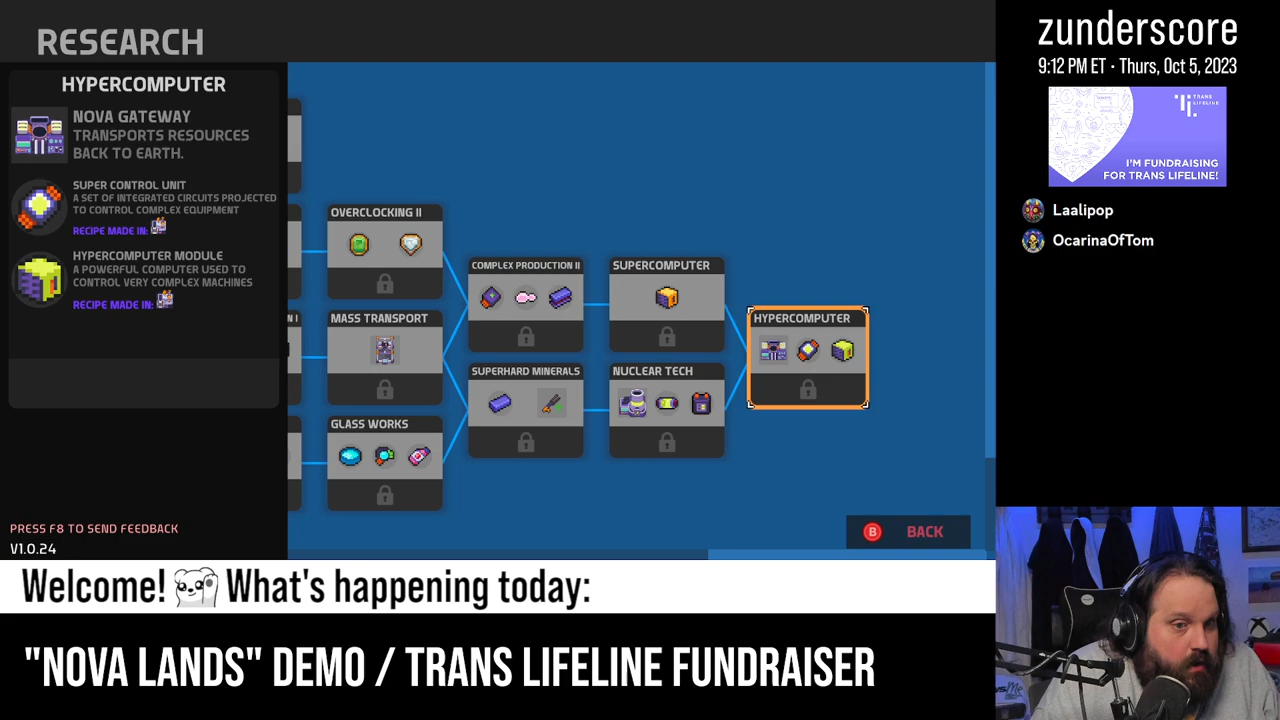 RESEARCH
HYPERCOMPUTER
NOVA GATEWAY
TRANSPORTS RESOURCES
BACK TO EARTH.
SUPER CONTROL UNIT
A SET OF INTEGRATED CIRCUITS PROJECTED
TO CONTROL COMPLEX EQUIPMENT
RECIPE MADE IN:
HYPERCOMPUTER MODULE
A POWERFUL COMPUTER USED TO
CONTROL VERY COMPLEX MACHINES
RECIPE MADE IN:
PRESS F8 TO SEND FEEDBACK
V1.0.24
OVERCLOCKING II
MASS TRANSPORT
GLASS WORKS
COMPLEX PRODUCTION II
SUPERHARD MINERALS
SUPERCOMPUTER
NUCLEAR TECH
HYPERCOMPUTER
B BACK
zunderscore
9:12 PM ET · Thurs, Oct 5, 2023
TRANS
LIFELINE
I'M FUNDRAISING
FOR TRANS LIFELINE!
Laalipop
OcarinaOfTom
Welcome! What's happening today:
"NOVA LANDS" DEMO / TRANS LIFELINE FUNDRAISER